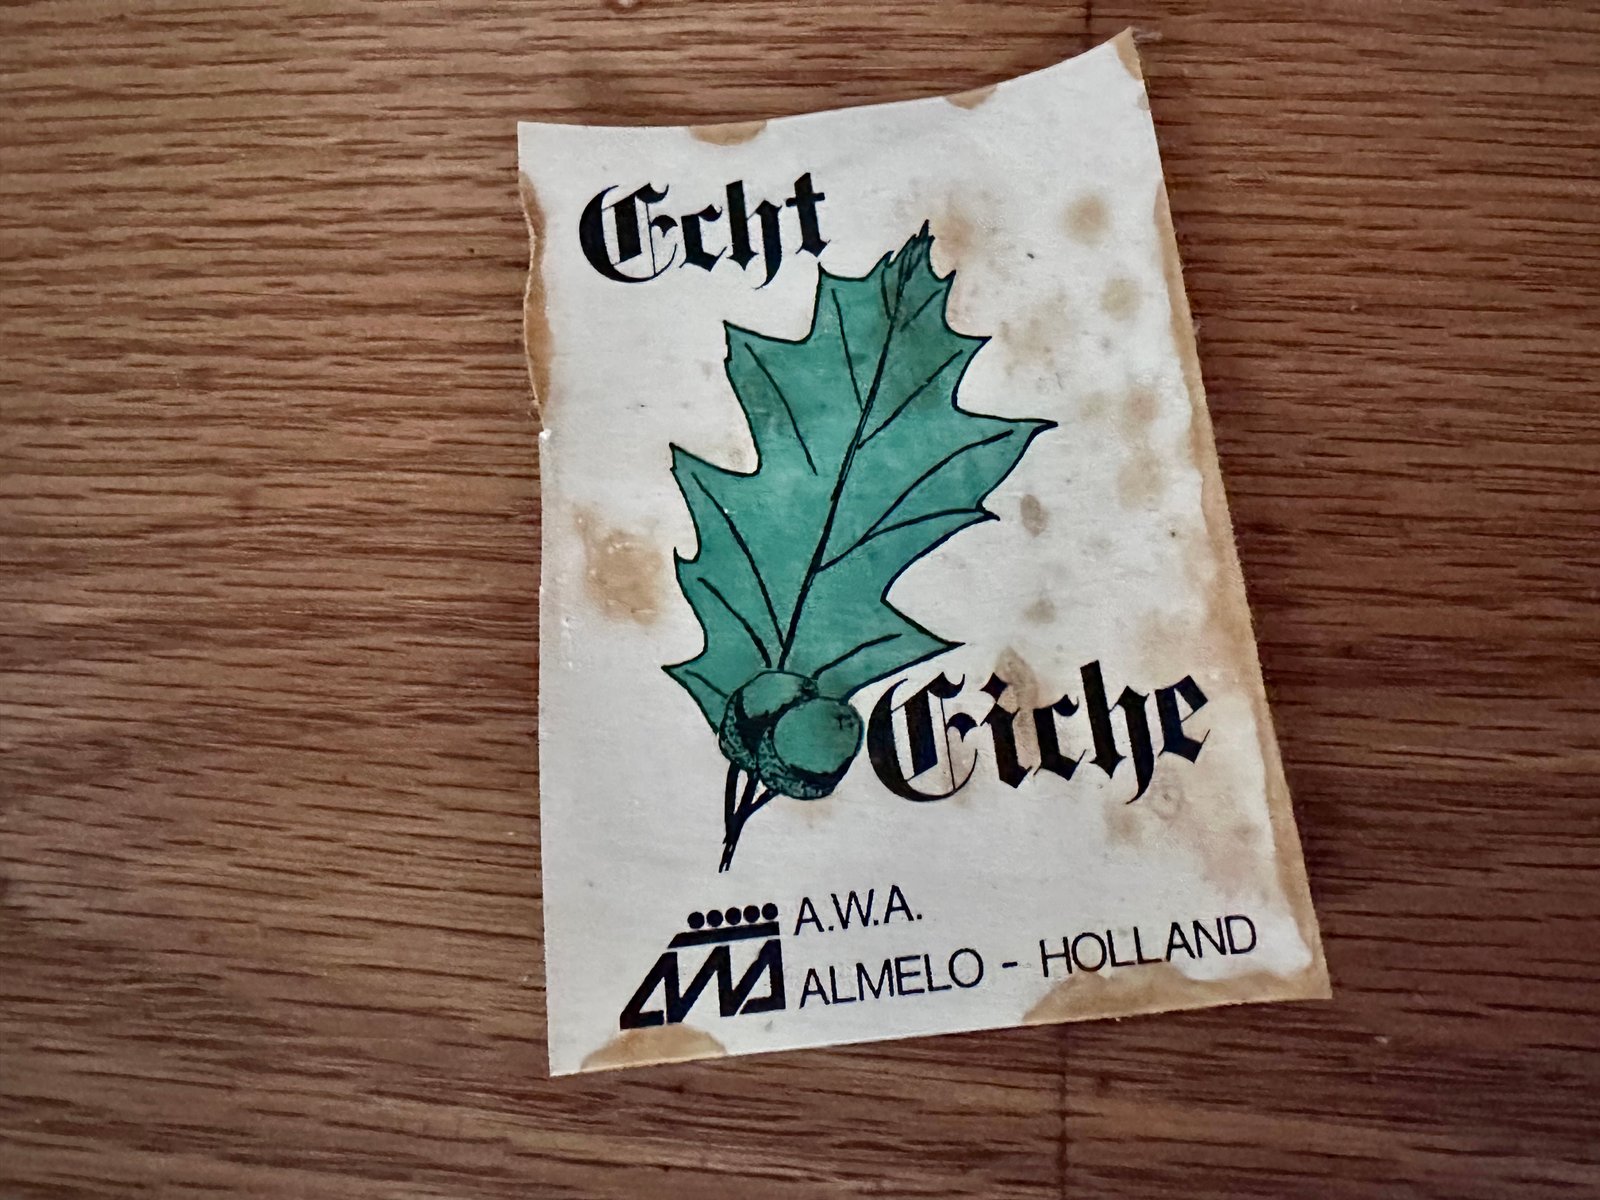 Echt
Eiche
A.W.A.
ALMELO - HOLLAND